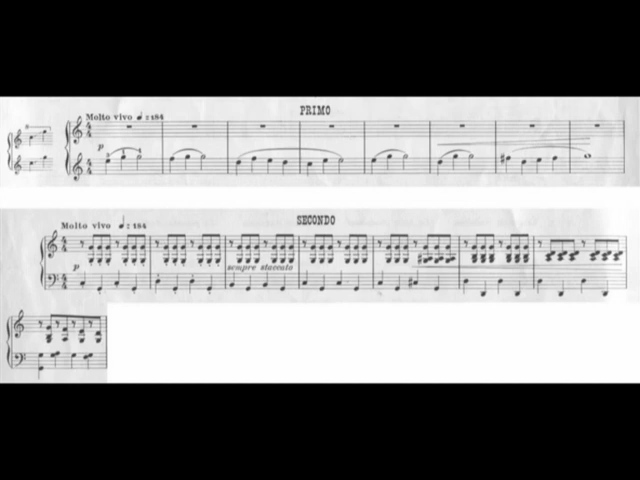 PRIMO
Molto vivo ♩ = 184
p
SECONDO
Molto vivo ♩ = 184
p
sempre staccato